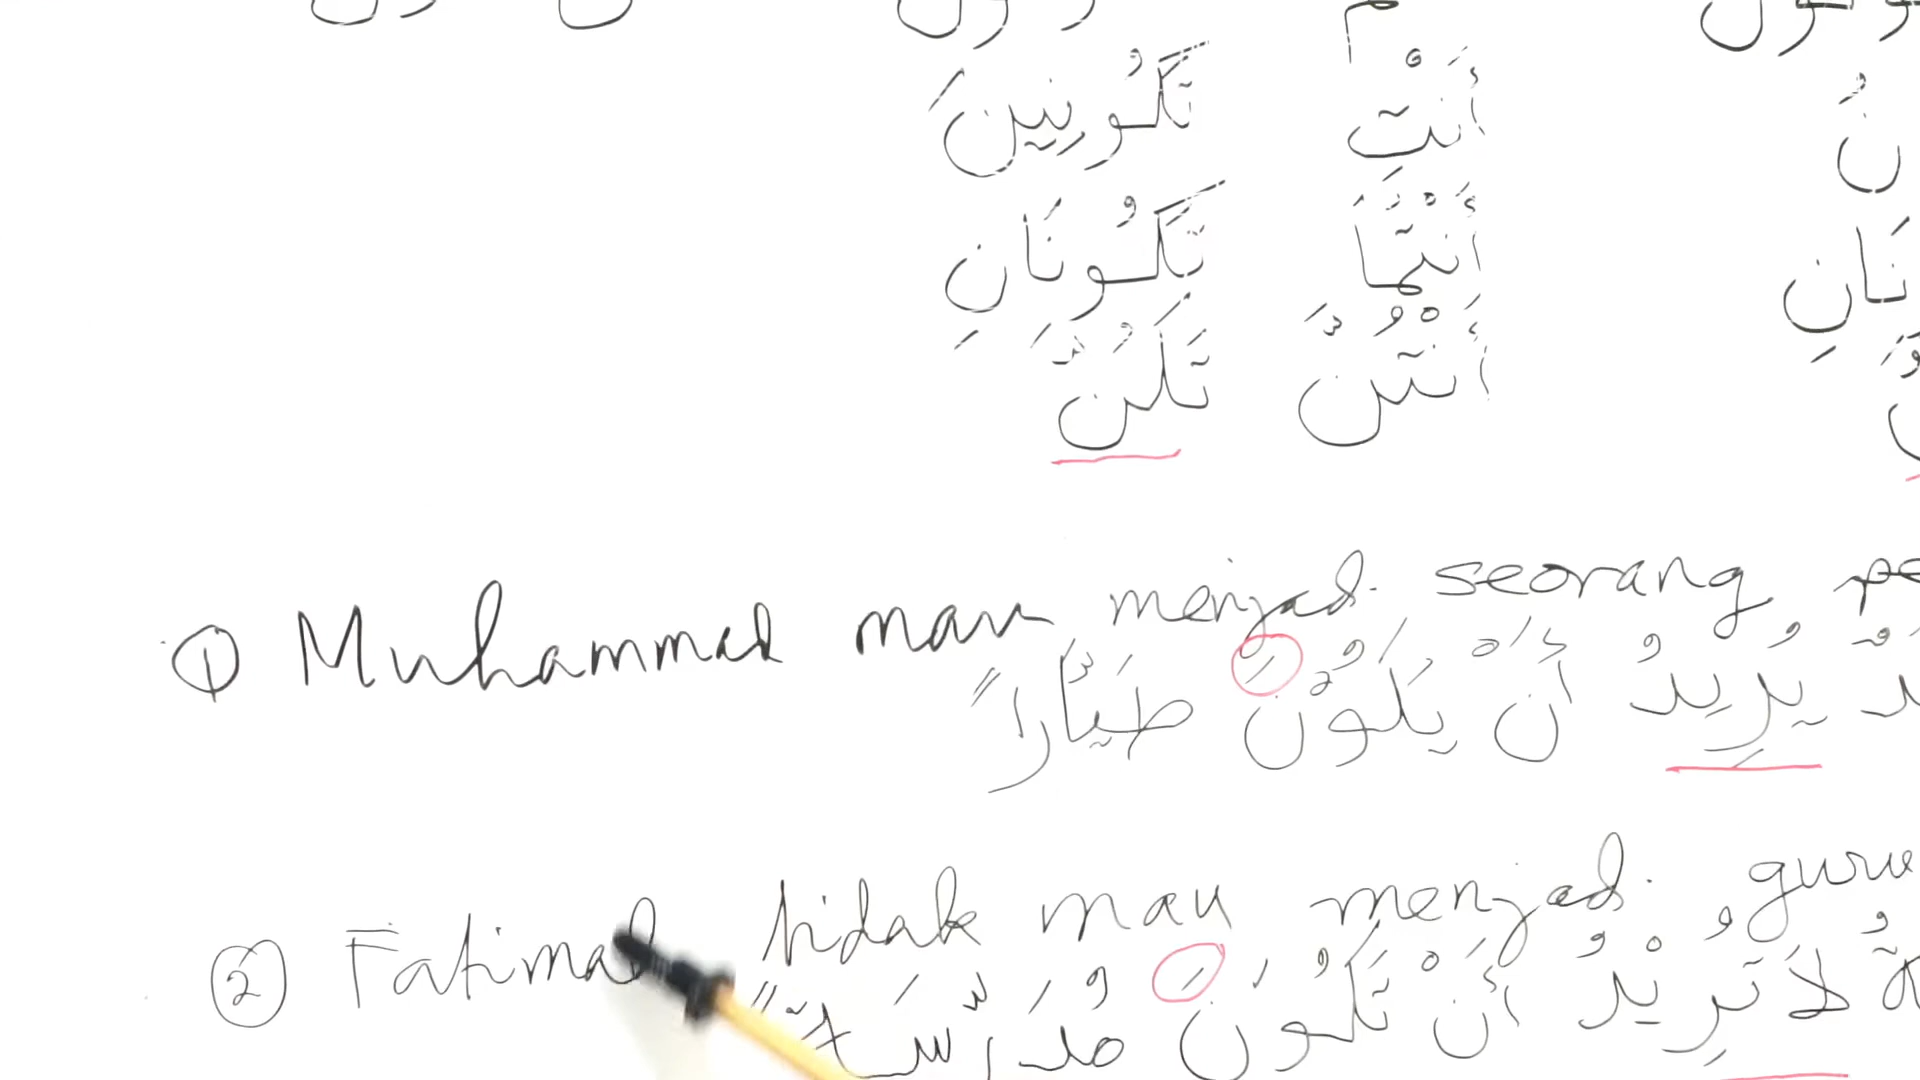 أَنْتِ تَكُونِينَ
أَنْتُمَا تَكُونَانِ
أَنْتُنَّ تَكُنَّ
① Muhammad mau menjadi seorang
يُرِيدُ أَنْ يَكُونَ طَيَّارًا
② Fatimah tidak mau menjadi guru
لَا تُرِيْدُ أَنْ تَكُونَ مُدَرِّسَةً